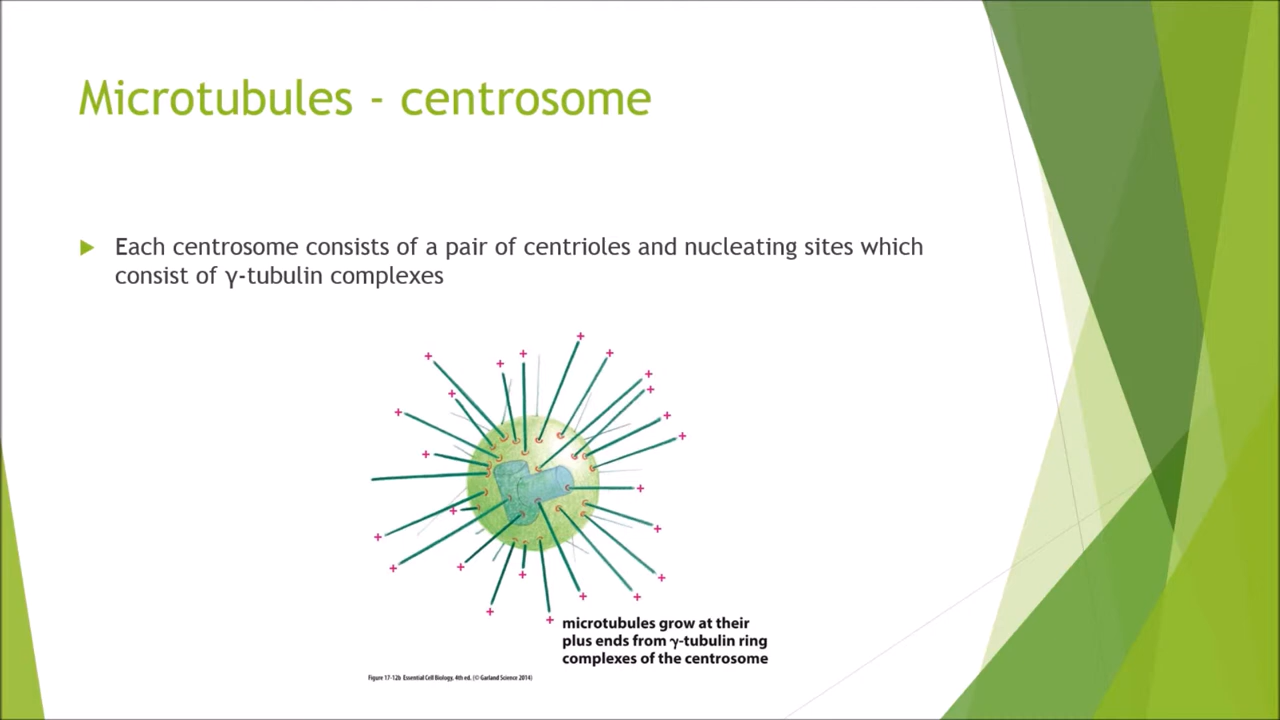 Microtubules - centrosome
Each centrosome consists of a pair of centrioles and nucleating sites which
consist of γ-tubulin complexes
microtubules grow at their
plus ends from γ-tubulin ring
complexes of the centrosome
Figure 17-12b Essential Cell Biology, 4th ed. (© Garland Science 2014)